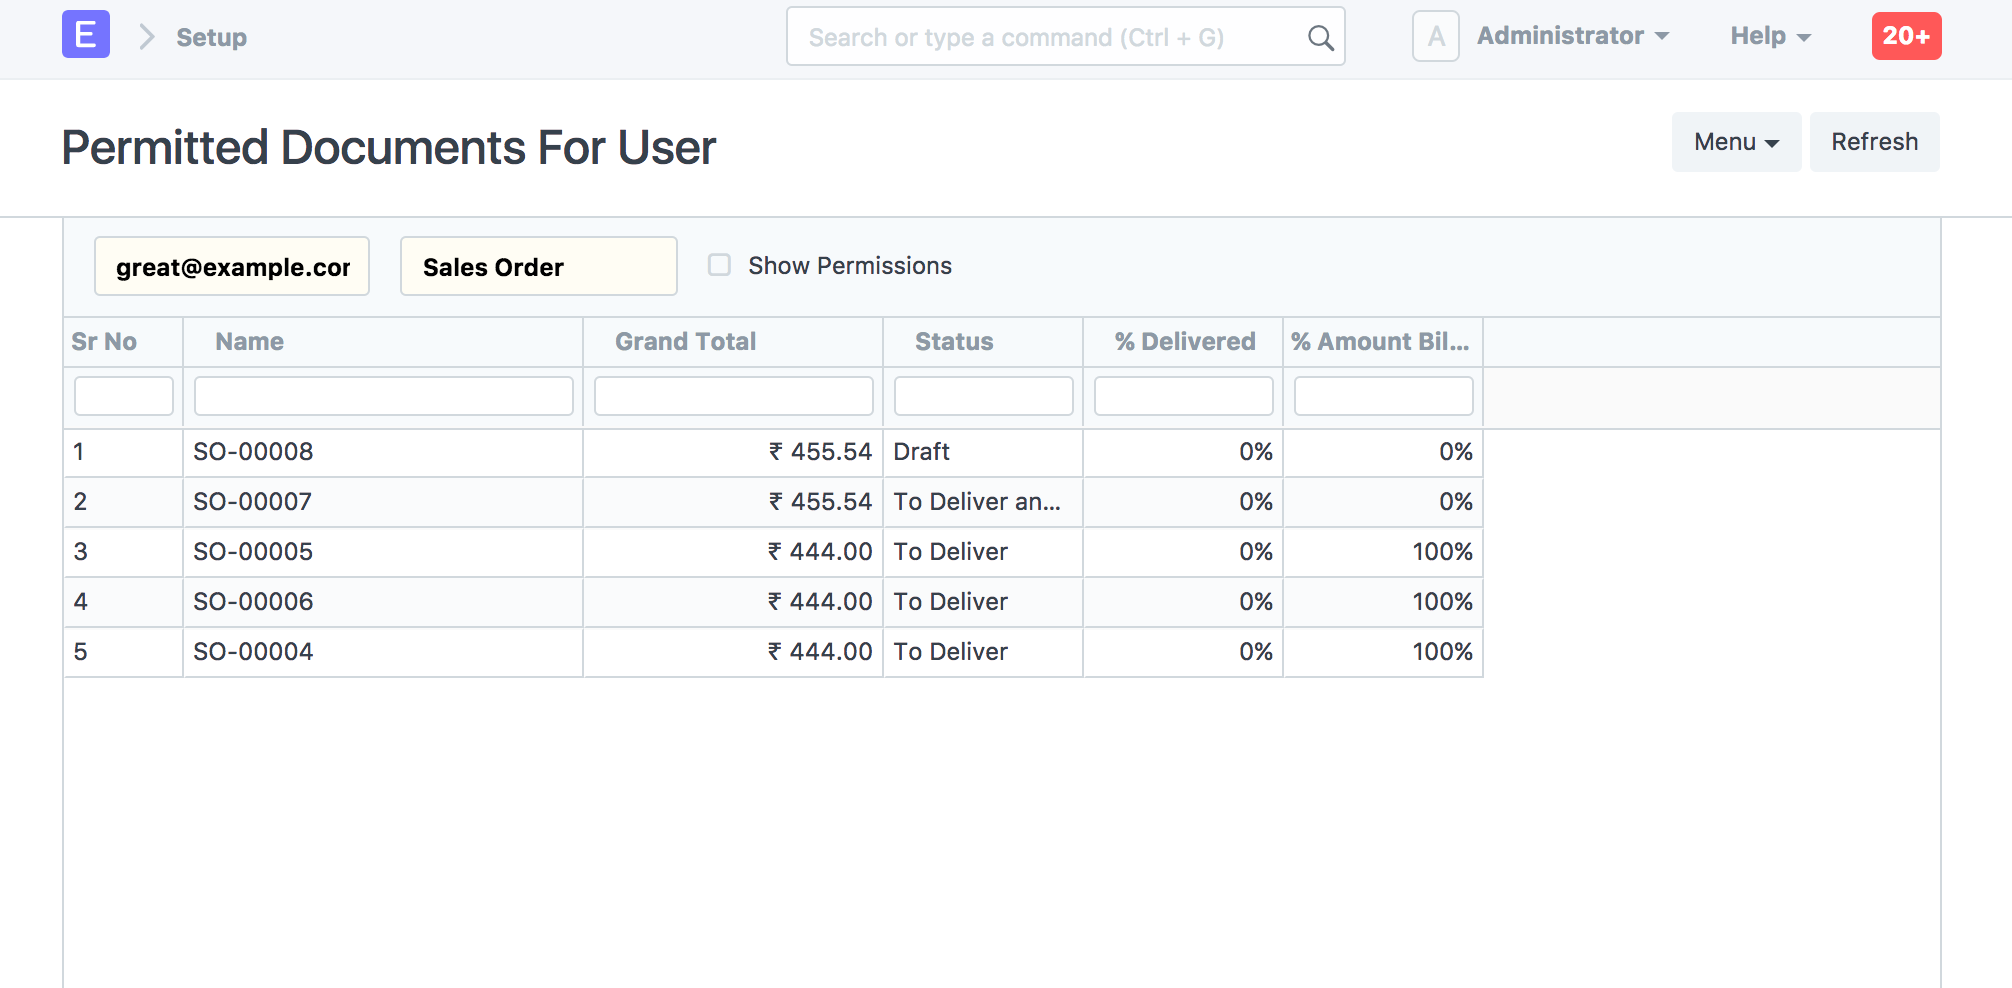 E > Setup Search or type a command (Ctrl + G) A Administrator Help 20+
Permitted Documents For User Menu Refresh
great@example.cor Sales Order Show Permissions
Sr No Name Grand Total Status % Delivered % Amount Bil...
1 SO-00008 ₹ 455.54 Draft 0% 0%
2 SO-00007 ₹ 455.54 To Deliver an... 0% 0%
3 SO-00005 ₹ 444.00 To Deliver 0% 100%
4 SO-00006 ₹ 444.00 To Deliver 0% 100%
5 SO-00004 ₹ 444.00 To Deliver 0% 100%